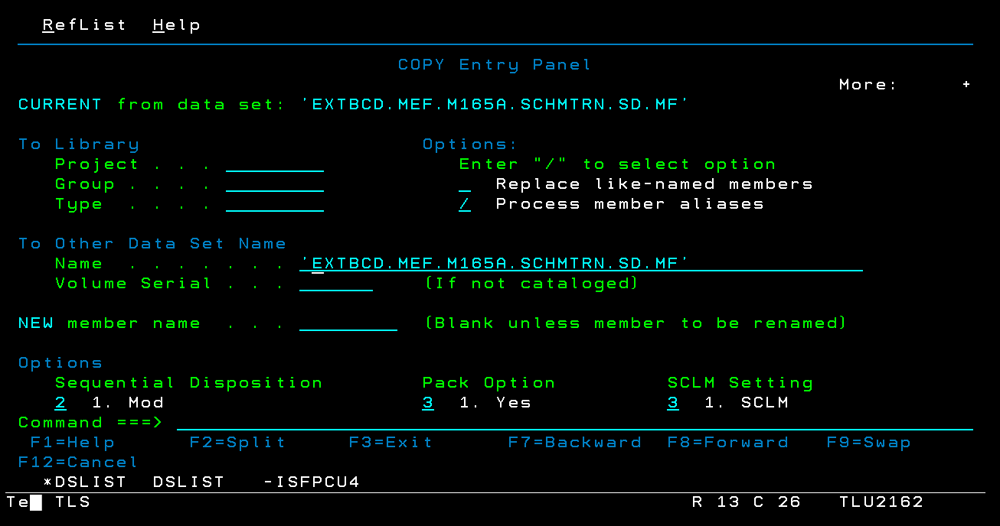 RefList  Help
COPY Entry Panel
More:     +
CURRENT from data set: 'EXTBCD.MEF.M165A.SCHMTRN.SD.MF'
To Library                       Options:
Project . . .                    Enter "/" to select option
Group . . . .                    _  Replace like-named members
Type  . . . .                    /  Process member aliases
To Other Data Set Name
Name  . . . . . . . 'EXTBCD.MEF.M165A.SCHMTRN.SD.MF'
Volume Serial . . .           (If not cataloged)
NEW member name  . . .           (Blank unless member to be renamed)
Options
Sequential Disposition        Pack Option         SCLM Setting
2  1. Mod                     3  1. Yes           3  1. SCLM
Command ===>
F1=Help      F2=Split     F3=Exit      F7=Backward  F8=Forward   F9=Swap
F12=Cancel
*DSLIST  DSLIST   -ISFPCU4
Te  TLS                       R 13 C 26   TLU2162